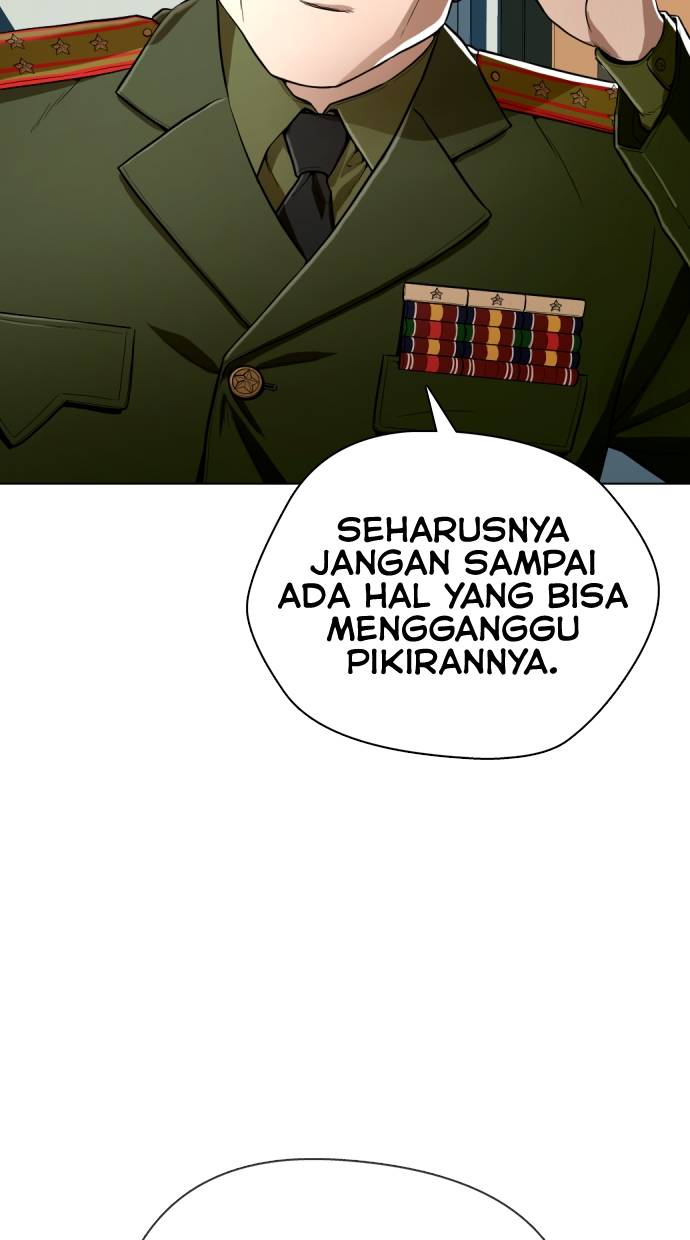 SEHARUSNYA
JANGAN SAMPAI
ADA HAL YANG BISA
MENGGANGGU
PIKIRANNYA.